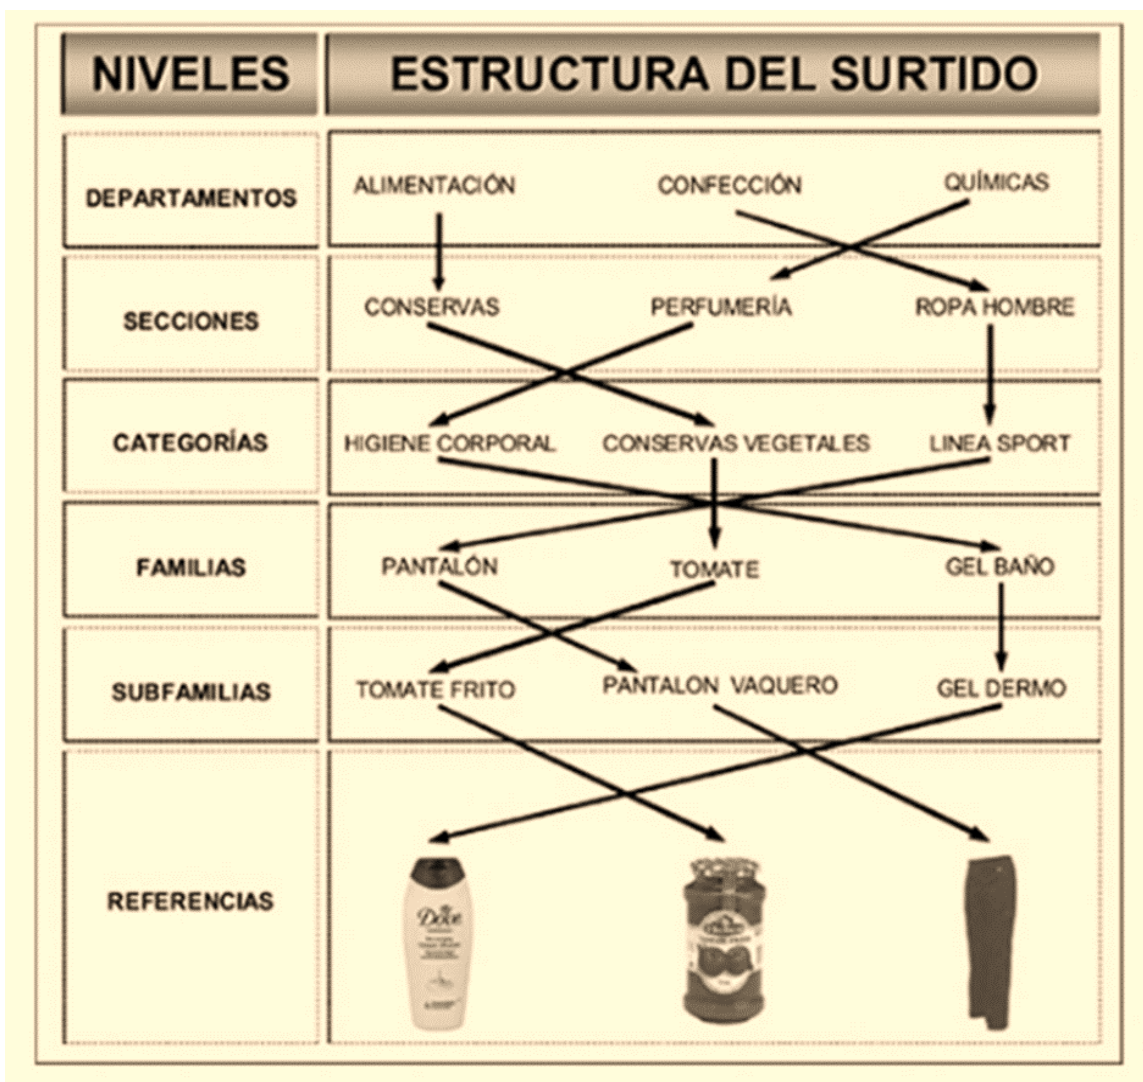 NIVELES
ESTRUCTURA DEL SURTIDO
DEPARTAMENTOS
ALIMENTACIÓN
CONFECCIÓN
QUÍMICAS
SECCIONES
CONSERVAS
PERFUMERÍA
ROPA HOMBRE
CATEGORÍAS
HIGIENE CORPORAL
CONSERVAS VEGETALES
LINEA SPORT
FAMILIAS
PANTALÓN
TOMATE
GEL BAÑO
SUBFAMILIAS
TOMATE FRITO
PANTALON VAQUERO
GEL DERMO
REFERENCIAS
Dove